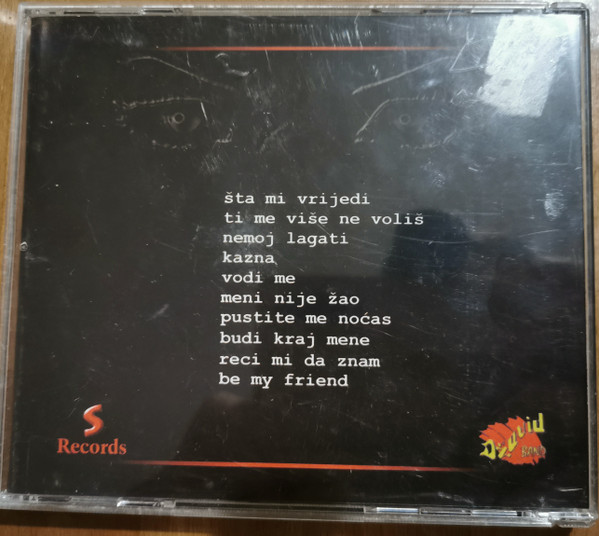 šta mi vrijedi
ti me više ne voliš
nemoj lagati
kazna
vodi me
meni nije žao
pustite me noćas
budi kraj mene
reci mi da znam
be my friend
S
Records
BAND